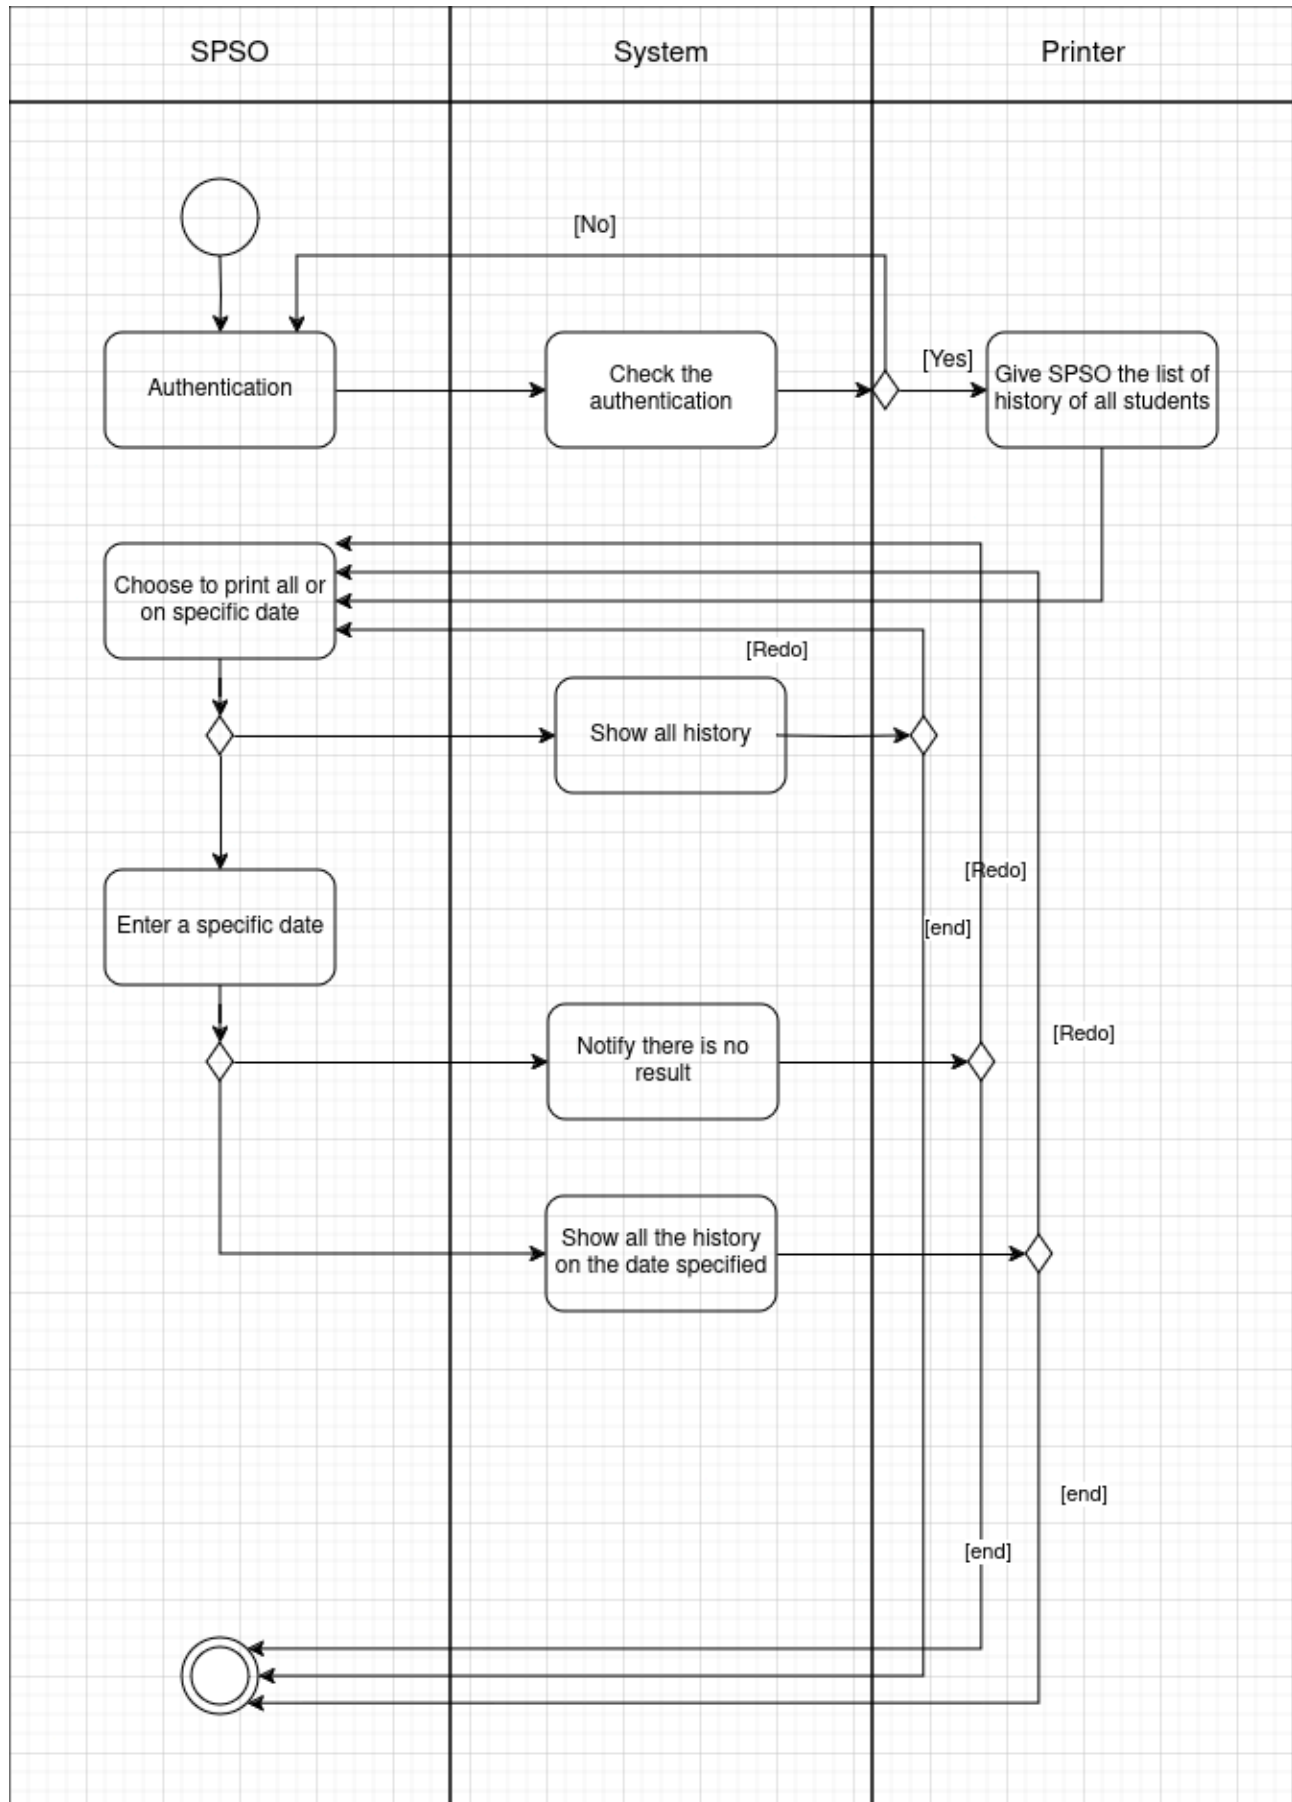 SPSO
System
Printer
[No]
[Yes]
Authentication
Check the
authentication
Give SPSO the list of
history of all students
Choose to print all or
on specific date
[Redo]
Show all history
[Redo]
Enter a specific date
[end]
[Redo]
Notify there is no
result
Show all the history
on the date specified
[end]
[end]